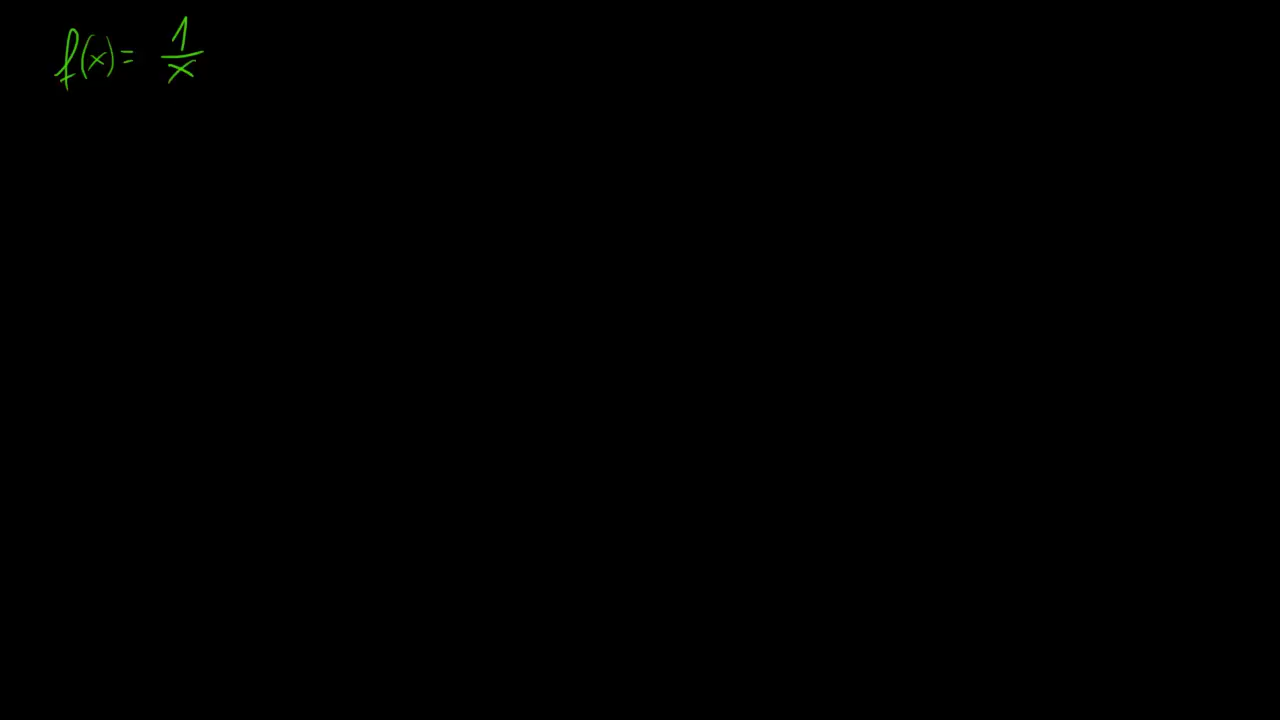 f(x) = 1/x